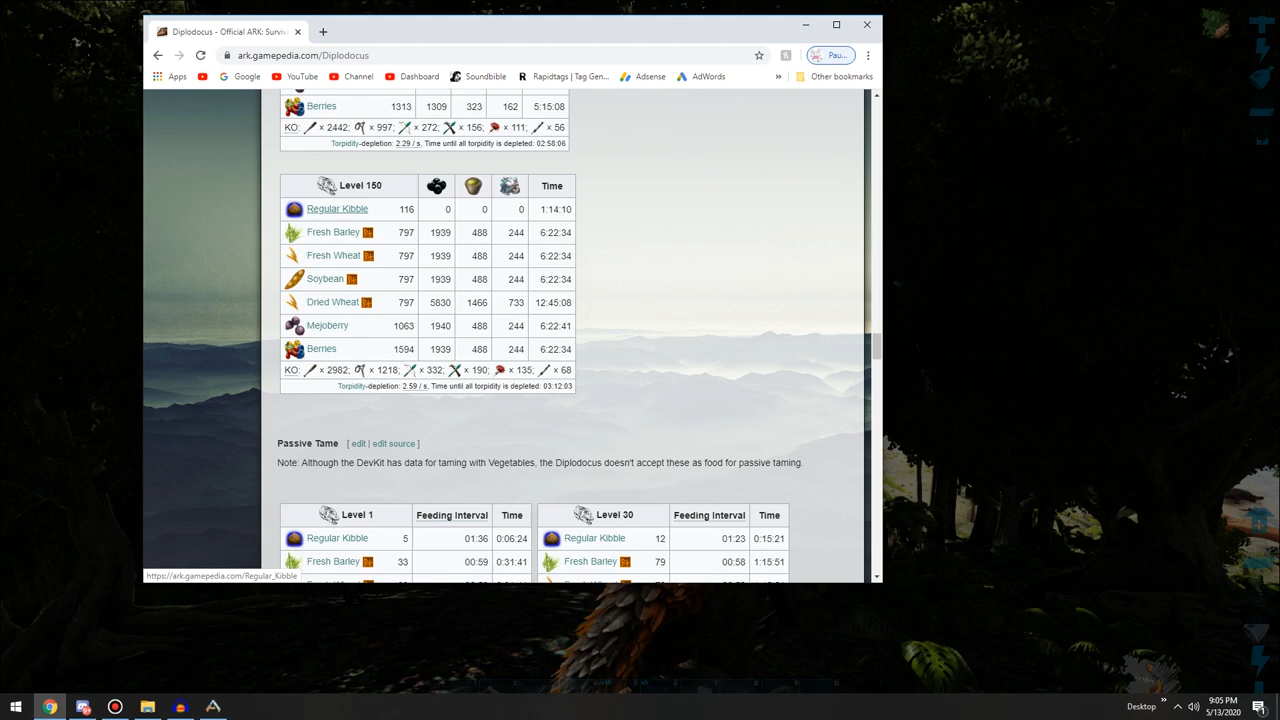 Diplodocus - Official ARK: Surviv
ark.gamepedia.com/Diplodocus
Pau...
Apps Google YouTube Channel Dashboard Soundbible Rapidtags | Tag Gen... Adsense AdWords » Other bookmarks
Berries 1313 1309 323 162 5:15:08
KO: × 2442; × 997; × 272; × 156; × 111; × 56
Torpidity-depletion: 2.29 / s, Time until all torpidity is depleted: 02:58:06
Level 150 Time
Regular Kibble 116 0 0 0 1:14:10
Fresh Barley 797 1939 488 244 6:22:34
Fresh Wheat 797 1939 488 244 6:22:34
Soybean 797 1939 488 244 6:22:34
Dried Wheat 797 5830 1466 733 12:45:08
Mejoberry 1063 1940 488 244 6:22:41
Berries 1594 1939 488 244 6:22:34
KO: × 2982; × 1218; × 332; × 190; × 135; × 68
Torpidity-depletion: 2.59 / s, Time until all torpidity is depleted: 03:12:03
Passive Tame [ edit | edit source ]
Note: Although the DevKit has data for taming with Vegetables, the Diplodocus doesn't accept these as food for passive taming.
Level 1 Feeding Interval Time Level 30 Feeding Interval Time
Regular Kibble 5 01:36 0:06:24 Regular Kibble 12 01:23 0:15:21
Fresh Barley 33 00:59 0:31:41 Fresh Barley 79 00:58 1:15:51
https://ark.gamepedia.com/Regular_Kibble
Desktop » 9:05 PM
5/13/2020